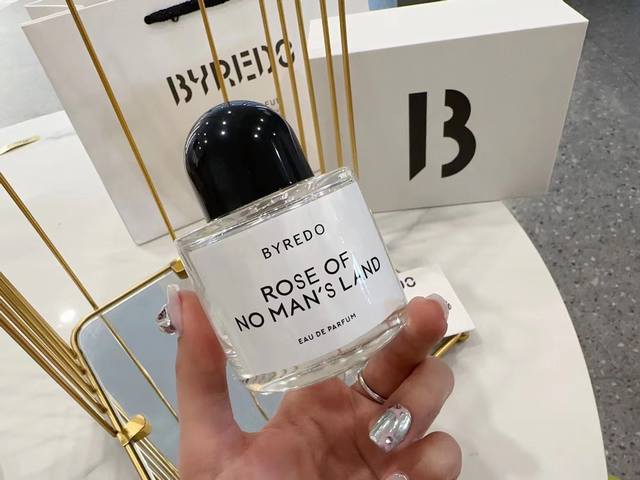 BYREDO
B
BYREDO
ROSE OF
NO MAN'S LAND
EAU DE PARFUM